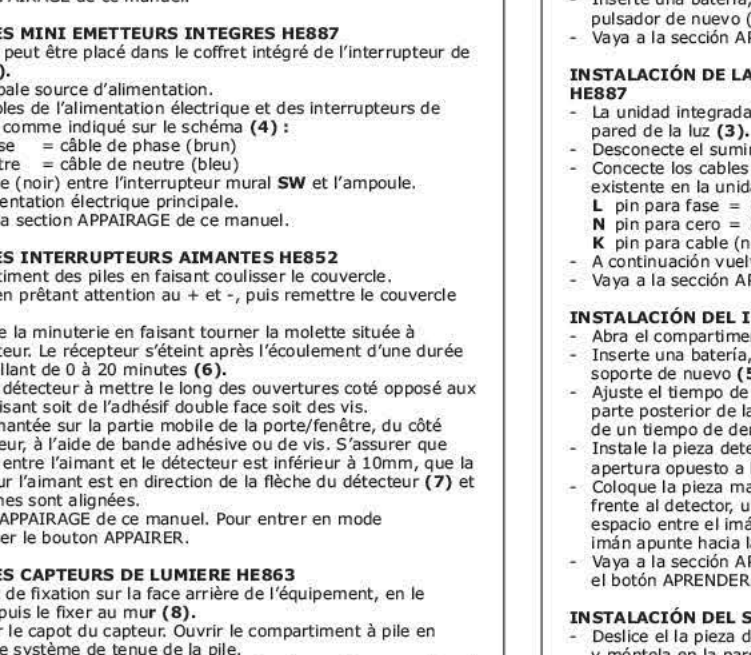 S MINI EMETTEURS INTEGRES HE887
peut être placé dans le coffret intégré de l'interrupteur de
).
pale source d'alimentation.
les de l'alimentation électrique et des interrupteurs de
comme indiqué sur le schéma (4) :
se = câble de phase (brun)
tre = câble de neutre (bleu)
e (noir) entre l'interrupteur mural SW et l'ampoule.
entation électrique principale.
a section APPAIRAGE de ce manuel.
S INTERRUPTEURS AIMANTES HE852
timent des piles en faisant coulisser le couvercle.
en prêtant attention au + et -, puis remettre le couvercle
e la minuterie en faisant tourner la molette située à
teur. Le récepteur s'éteint après l'écoulement d'une durée
llant de 0 à 20 minutes (6).
détecteur à mettre le long des ouvertures coté opposé aux
isant soit de l'adhésif double face soit des vis.
nantée sur la partie mobile de la porte/fenêtre, du côté
eur, à l'aide de bande adhésive ou de vis. S'assurer que
entre l'aimant et le détecteur est inférieur à 10mm, que la
ur l'aimant est en direction de la flèche du détecteur (7) et
nes sont alignées.
APPAIRAGE de ce manuel. Pour entrer en mode
er le bouton APPAIRER.
S CAPTEURS DE LUMIERE HE863
de fixation sur la face arrière de l'équipement, en le
puis le fixer au mur (8).
r le capot du capteur. Ouvrir le compartiment à pile en
e système de tenue de la pile.
- Inserte una batería,
pulsador de nuevo (
- Vaya a la sección AP
INSTALACIÓN DE LA
HE887
- La unidad integrada
pared de la luz (3).
- Desconecte el sumin
- Concecte los cables
existente en la unida
L pin para fase =
N pin para cero =
K pin para cable (n
- A continuación vuel
- Vaya a la sección AP
INSTALACIÓN DEL I
- Abra el compartime
- Inserte una batería,
soporte de nuevo (5
- Ajuste el tiempo de
parte posterior de la
de un tiempo de de
- Instale la pieza dete
apertura opuesto a l
- Coloque la pieza ma
frente al detector, u
espacio entre el imá
imán apunte hacia l
- Vaya a la sección AP
el botón APRENDER
INSTALACIÓN DEL S
- Deslice el la pieza d
y móntela en la par